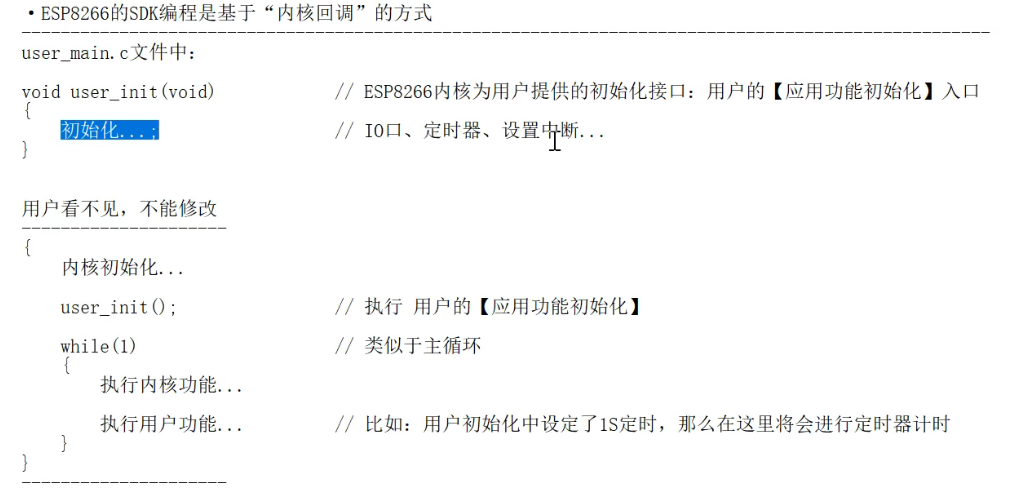 ·ESP8266的SDK编程是基于“内核回调”的方式
----------------------------------------------------------------------------------------------------
user_main.c文件中：
void user_init(void) // ESP8266内核为用户提供的初始化接口：用户的【应用功能初始化】入口
{
初始化...; // IO口、定时器、设置中断...
}
用户看不见，不能修改
---------------------
{
内核初始化...
user_init(); // 执行 用户的【应用功能初始化】
while(1) // 类似于主循环
{
执行内核功能...
执行用户功能... // 比如：用户初始化中设定了1S定时，那么在这里将会进行定时器计时
}
}
---------------------